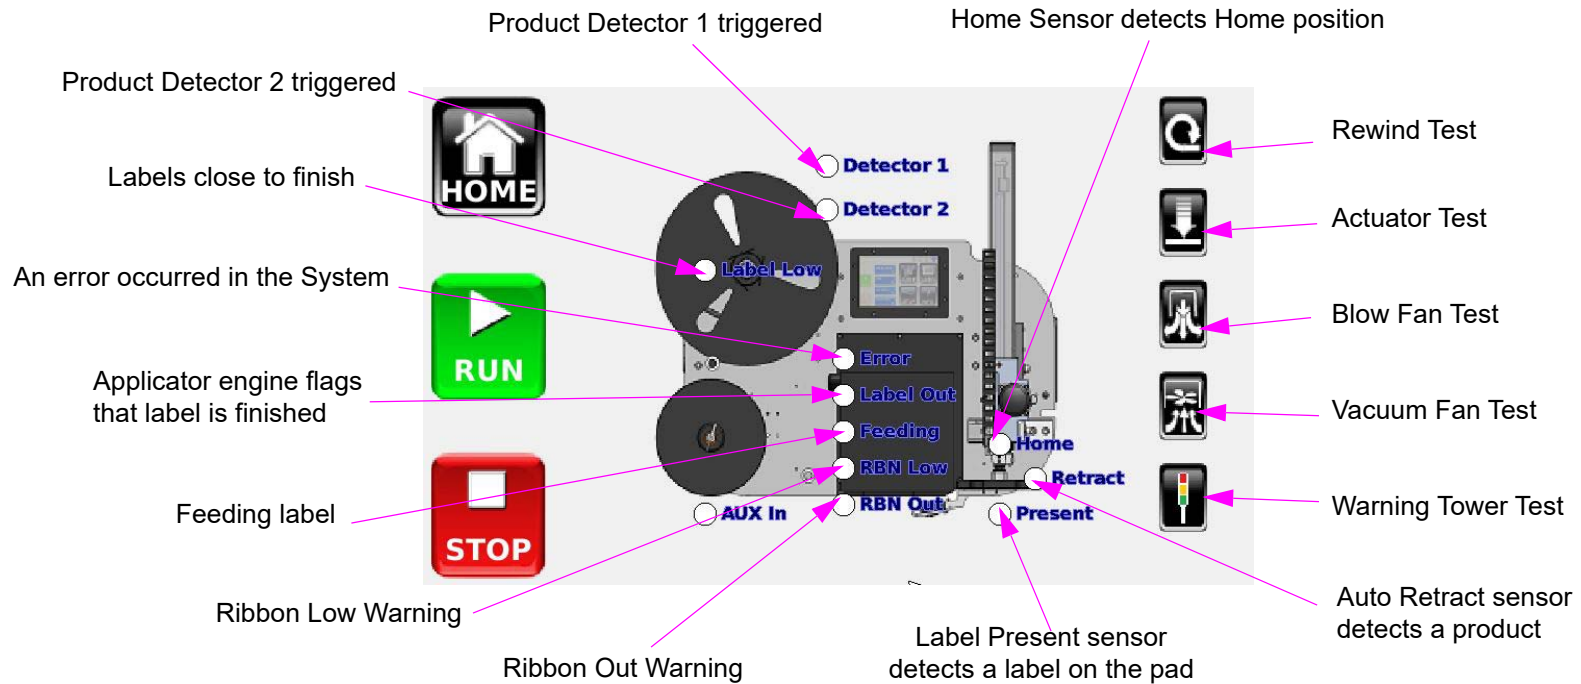 Product Detector 1 triggered
Home Sensor detects Home position
Product Detector 2 triggered
Labels close to finish
An error occurred in the System
Applicator engine flags
that label is finished
Feeding label
Ribbon Low Warning
Ribbon Out Warning
Label Present sensor
detects a label on the pad
Auto Retract sensor
detects a product
Rewind Test
Actuator Test
Blow Fan Test
Vacuum Fan Test
Warning Tower Test
HOME
RUN
STOP
Detector 1
Detector 2
Label Low
Error
Label Out
Feeding
RBN Low
RBN Out
AUX In
Home
Retract
Present